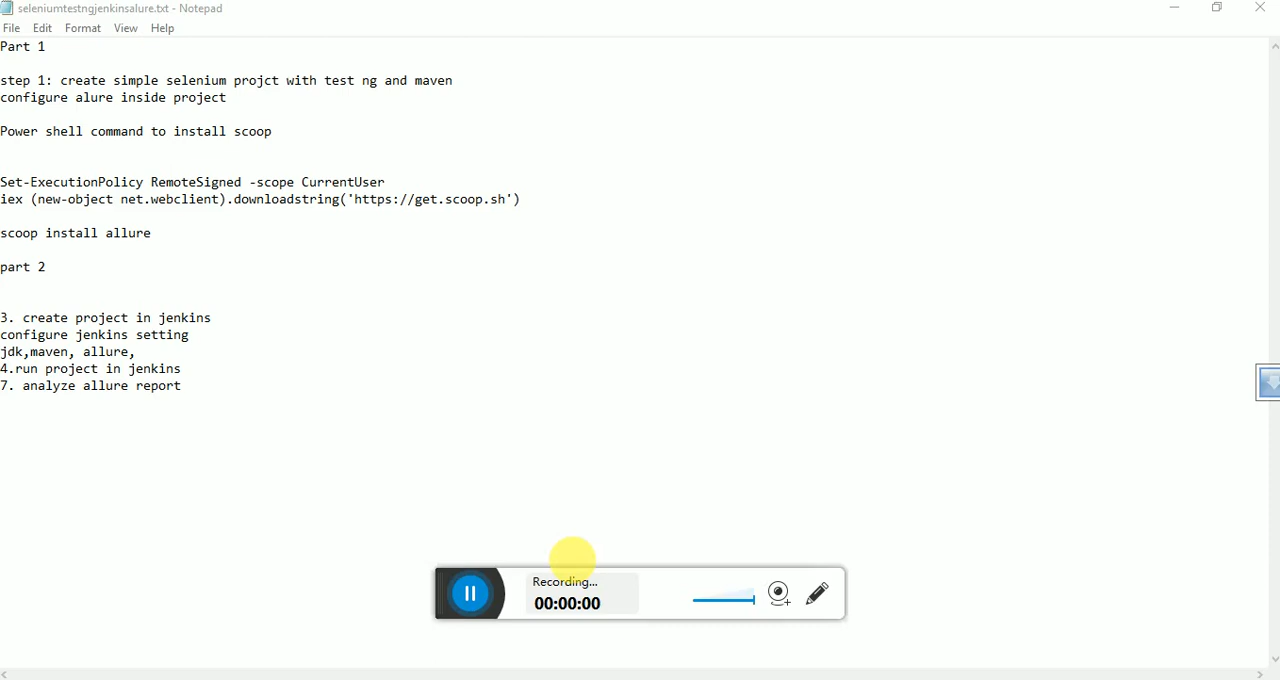 seleniumtestngjenkinsalure.txt - Notepad
File Edit Format View Help
Part 1
step 1: create simple selenium projct with test ng and maven
configure alure inside project
Power shell command to install scoop
Set-ExecutionPolicy RemoteSigned -scope CurrentUser
iex (new-object net.webclient).downloadstring('https://get.scoop.sh')
scoop install allure
part 2
3. create project in jenkins
configure jenkins setting
jdk,maven, allure,
4.run project in jenkins
7. analyze allure report
Recording...
00:00:00